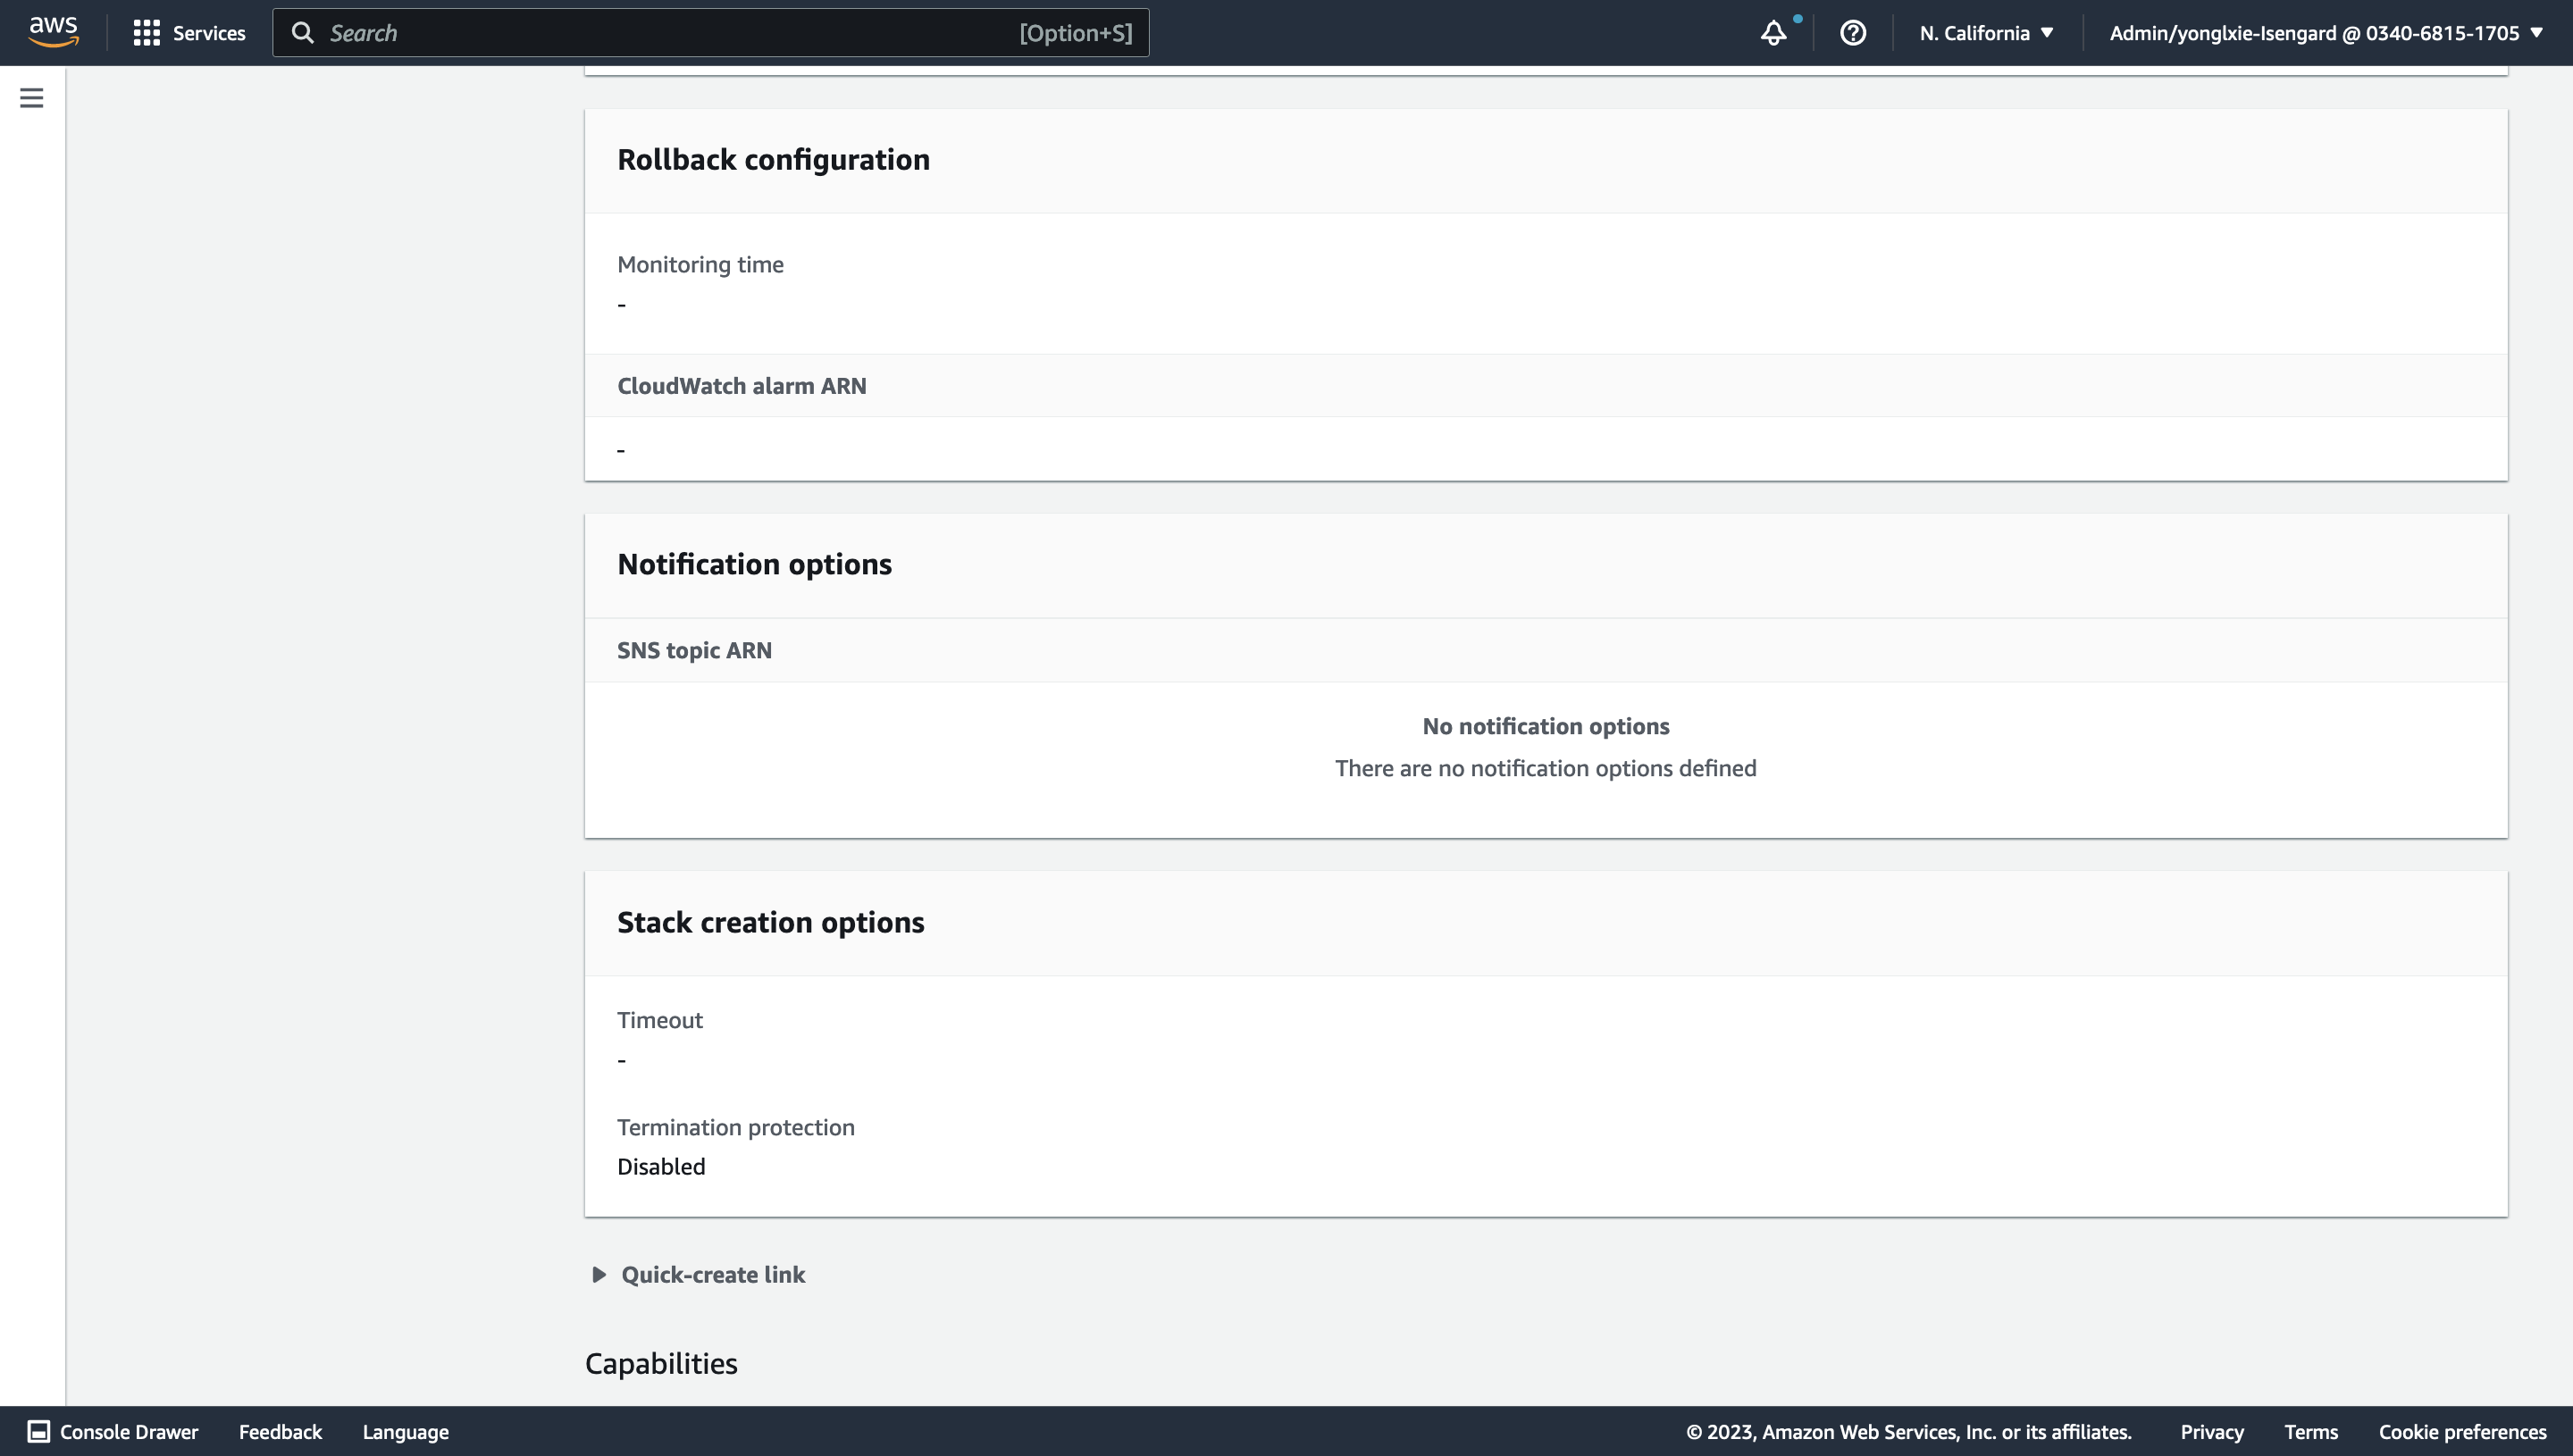 aws
Services
Search
[Option+S]
N. California
Admin/yonglxie-Isengard @ 0340-6815-1705
Rollback configuration
Monitoring time
-
CloudWatch alarm ARN
-
Notification options
SNS topic ARN
No notification options
There are no notification options defined
Stack creation options
Timeout
-
Termination protection
Disabled
Quick-create link
Capabilities
Console Drawer
Feedback
Language
© 2023, Amazon Web Services, Inc. or its affiliates.
Privacy
Terms
Cookie preferences